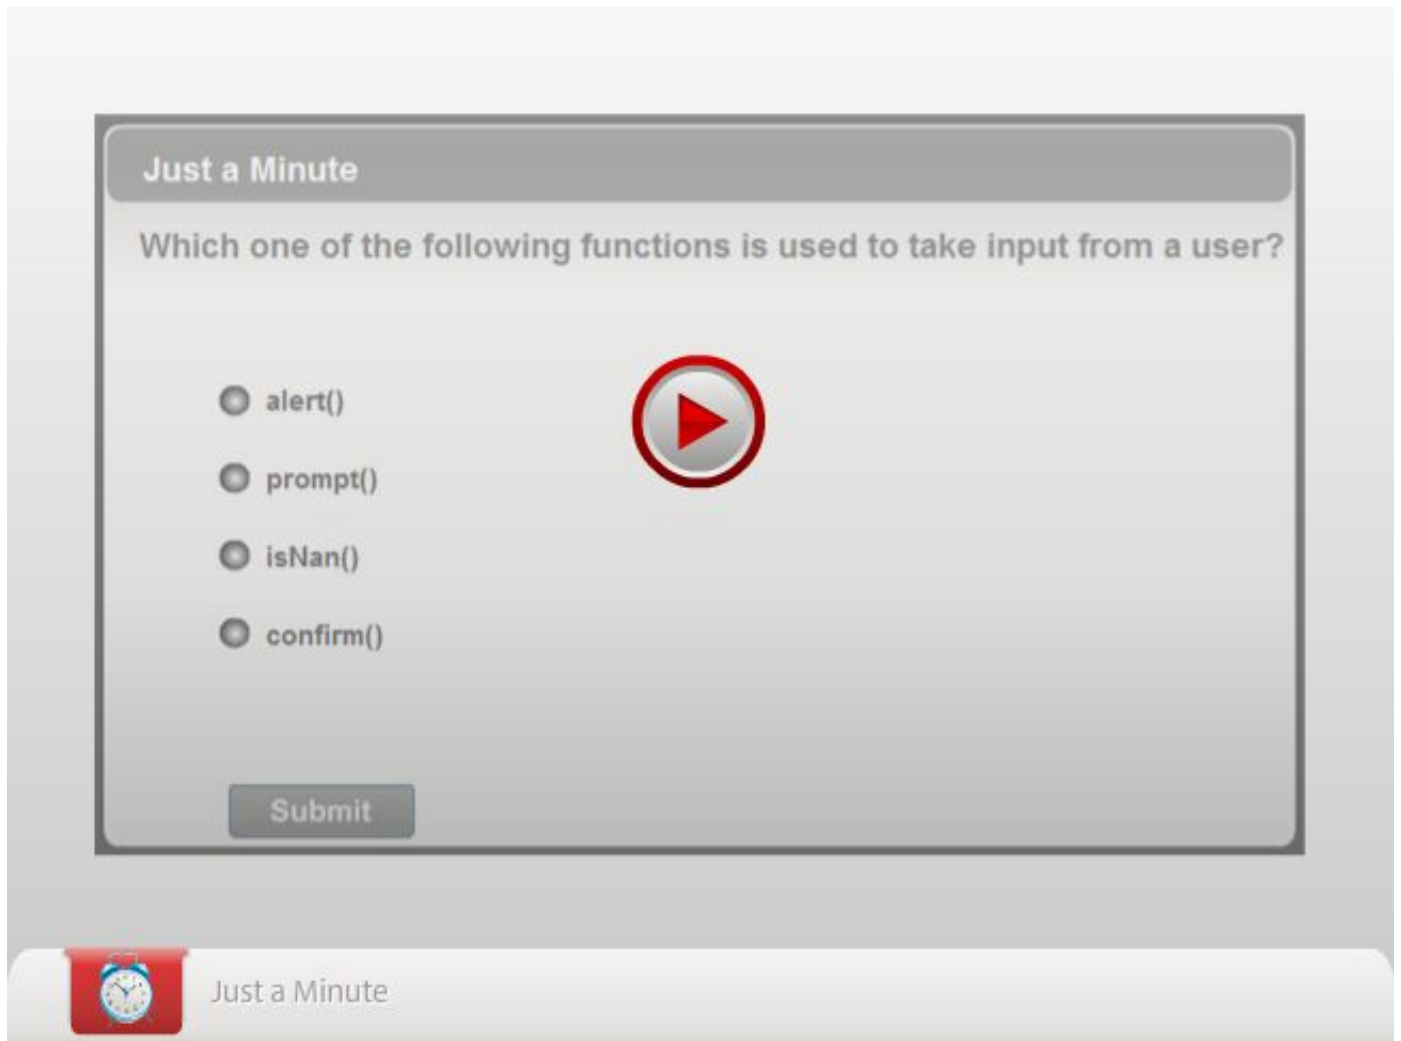 Just a Minute
Which one of the following functions is used to take input from a user?
alert()
prompt()
isNan()
confirm()
Submit
Just a Minute